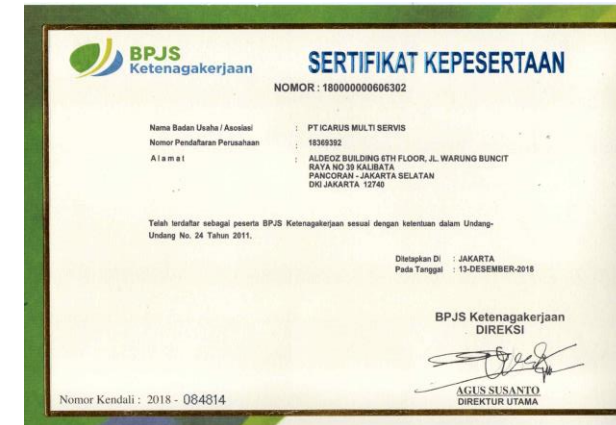 BPJS
Ketenagakerjaan
SERTIFIKAT KEPESERTAAN
NOMOR : 180000000606302
Nama Badan Usaha / Asosiasi : PT ICARUS MULTI SERVIS
Nomor Pendaftaran Perusahaan : 18369392
Alamat : ALDEOZ BUILDING 6TH FLOOR, JL. WARUNG BUNCIT
RAYA NO 39 KALIBATA
PANCORAN - JAKARTA SELATAN
DKI JAKARTA 12740
Telah terdaftar sebagai peserta BPJS Ketenagakerjaan sesuai dengan ketentuan dalam Undang-
Undang No. 24 Tahun 2011.
Ditetapkan Di : JAKARTA
Pada Tanggal : 13-DESEMBER-2018
BPJS Ketenagakerjaan
DIREKSI
AGUS SUSANTO
DIREKTUR UTAMA
Nomor Kendali : 2018 - 084814